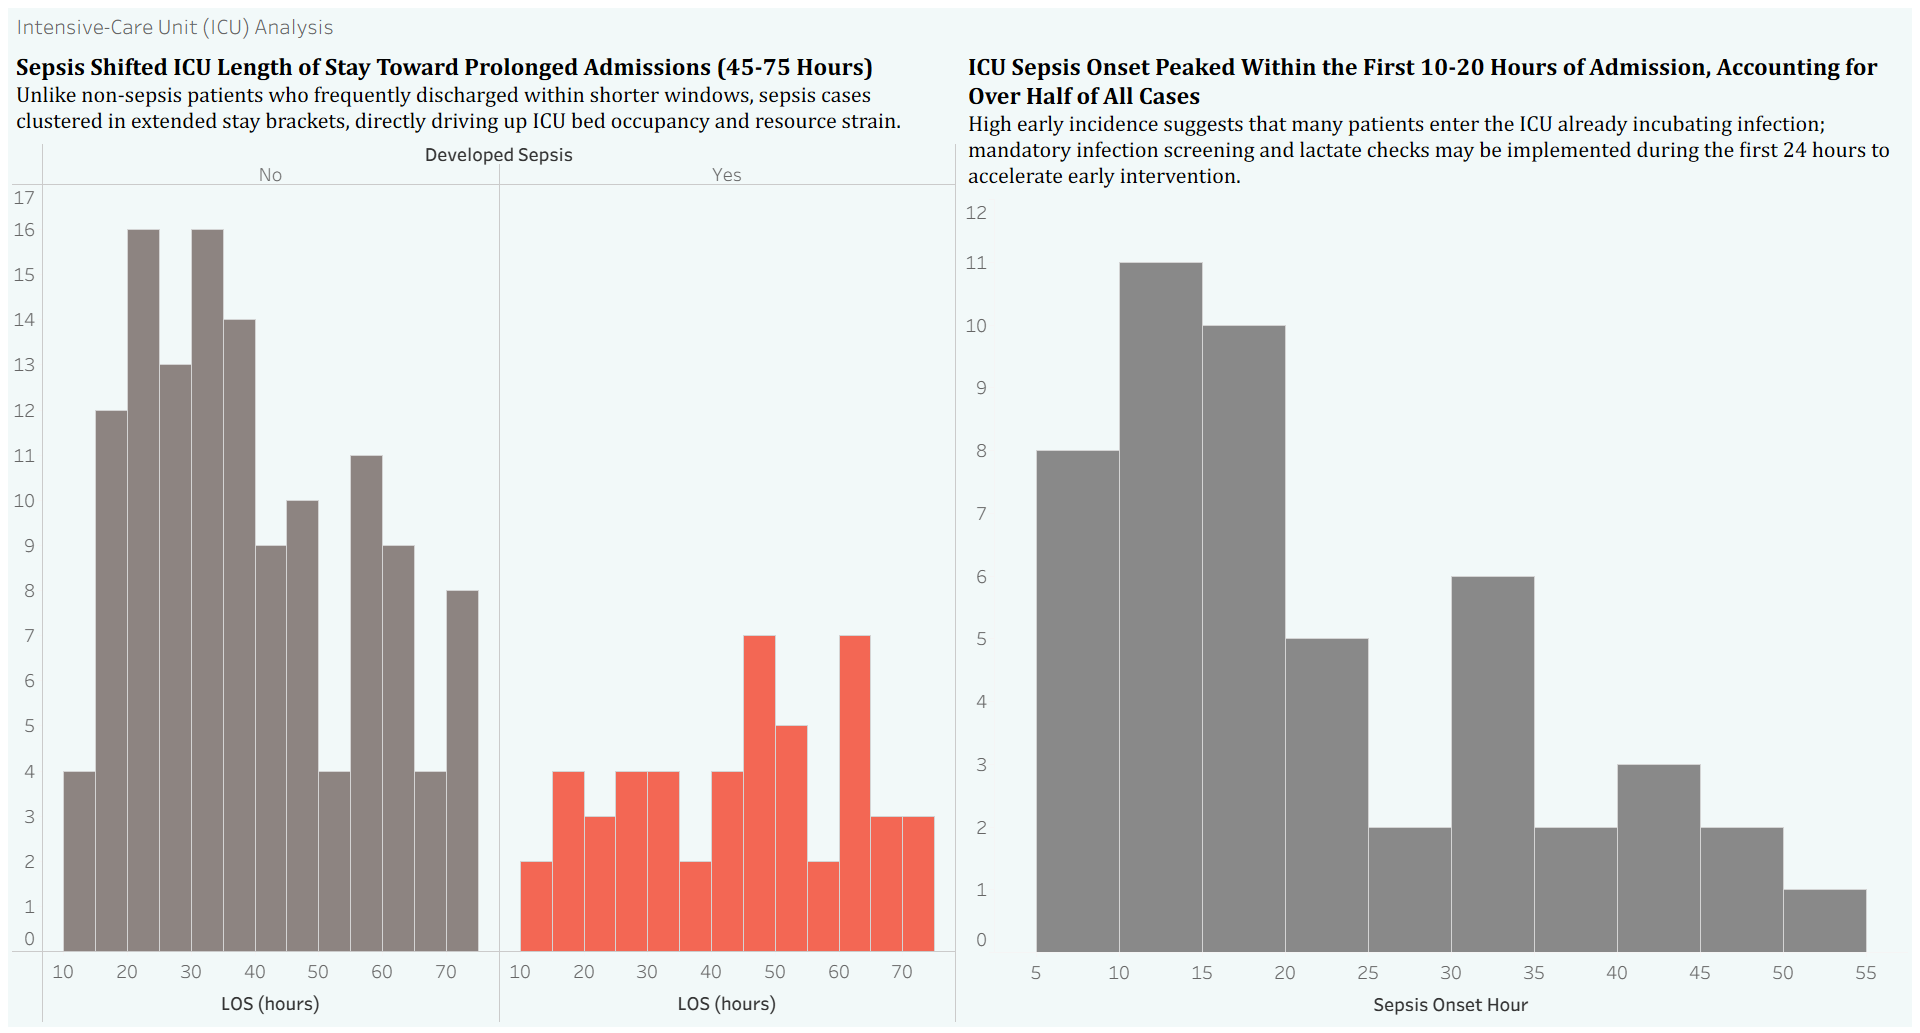 Intensive-Care Unit (ICU) Analysis
Sepsis Shifted ICU Length of Stay Toward Prolonged Admissions (45-75 Hours)
Unlike non-sepsis patients who frequently discharged within shorter windows, sepsis cases
clustered in extended stay brackets, directly driving up ICU bed occupancy and resource strain.
Developed Sepsis
No
Yes
17
16
15
14
13
12
11
10
9
8
7
6
5
4
3
2
1
0
10 20 30 40 50 60 70
10 20 30 40 50 60 70
LOS (hours)
LOS (hours)
ICU Sepsis Onset Peaked Within the First 10-20 Hours of Admission, Accounting for
Over Half of All Cases
High early incidence suggests that many patients enter the ICU already incubating infection;
mandatory infection screening and lactate checks may be implemented during the first 24 hours to
accelerate early intervention.
12
11
10
9
8
7
6
5
4
3
2
1
0
5 10 15 20 25 30 35 40 45 50 55
Sepsis Onset Hour